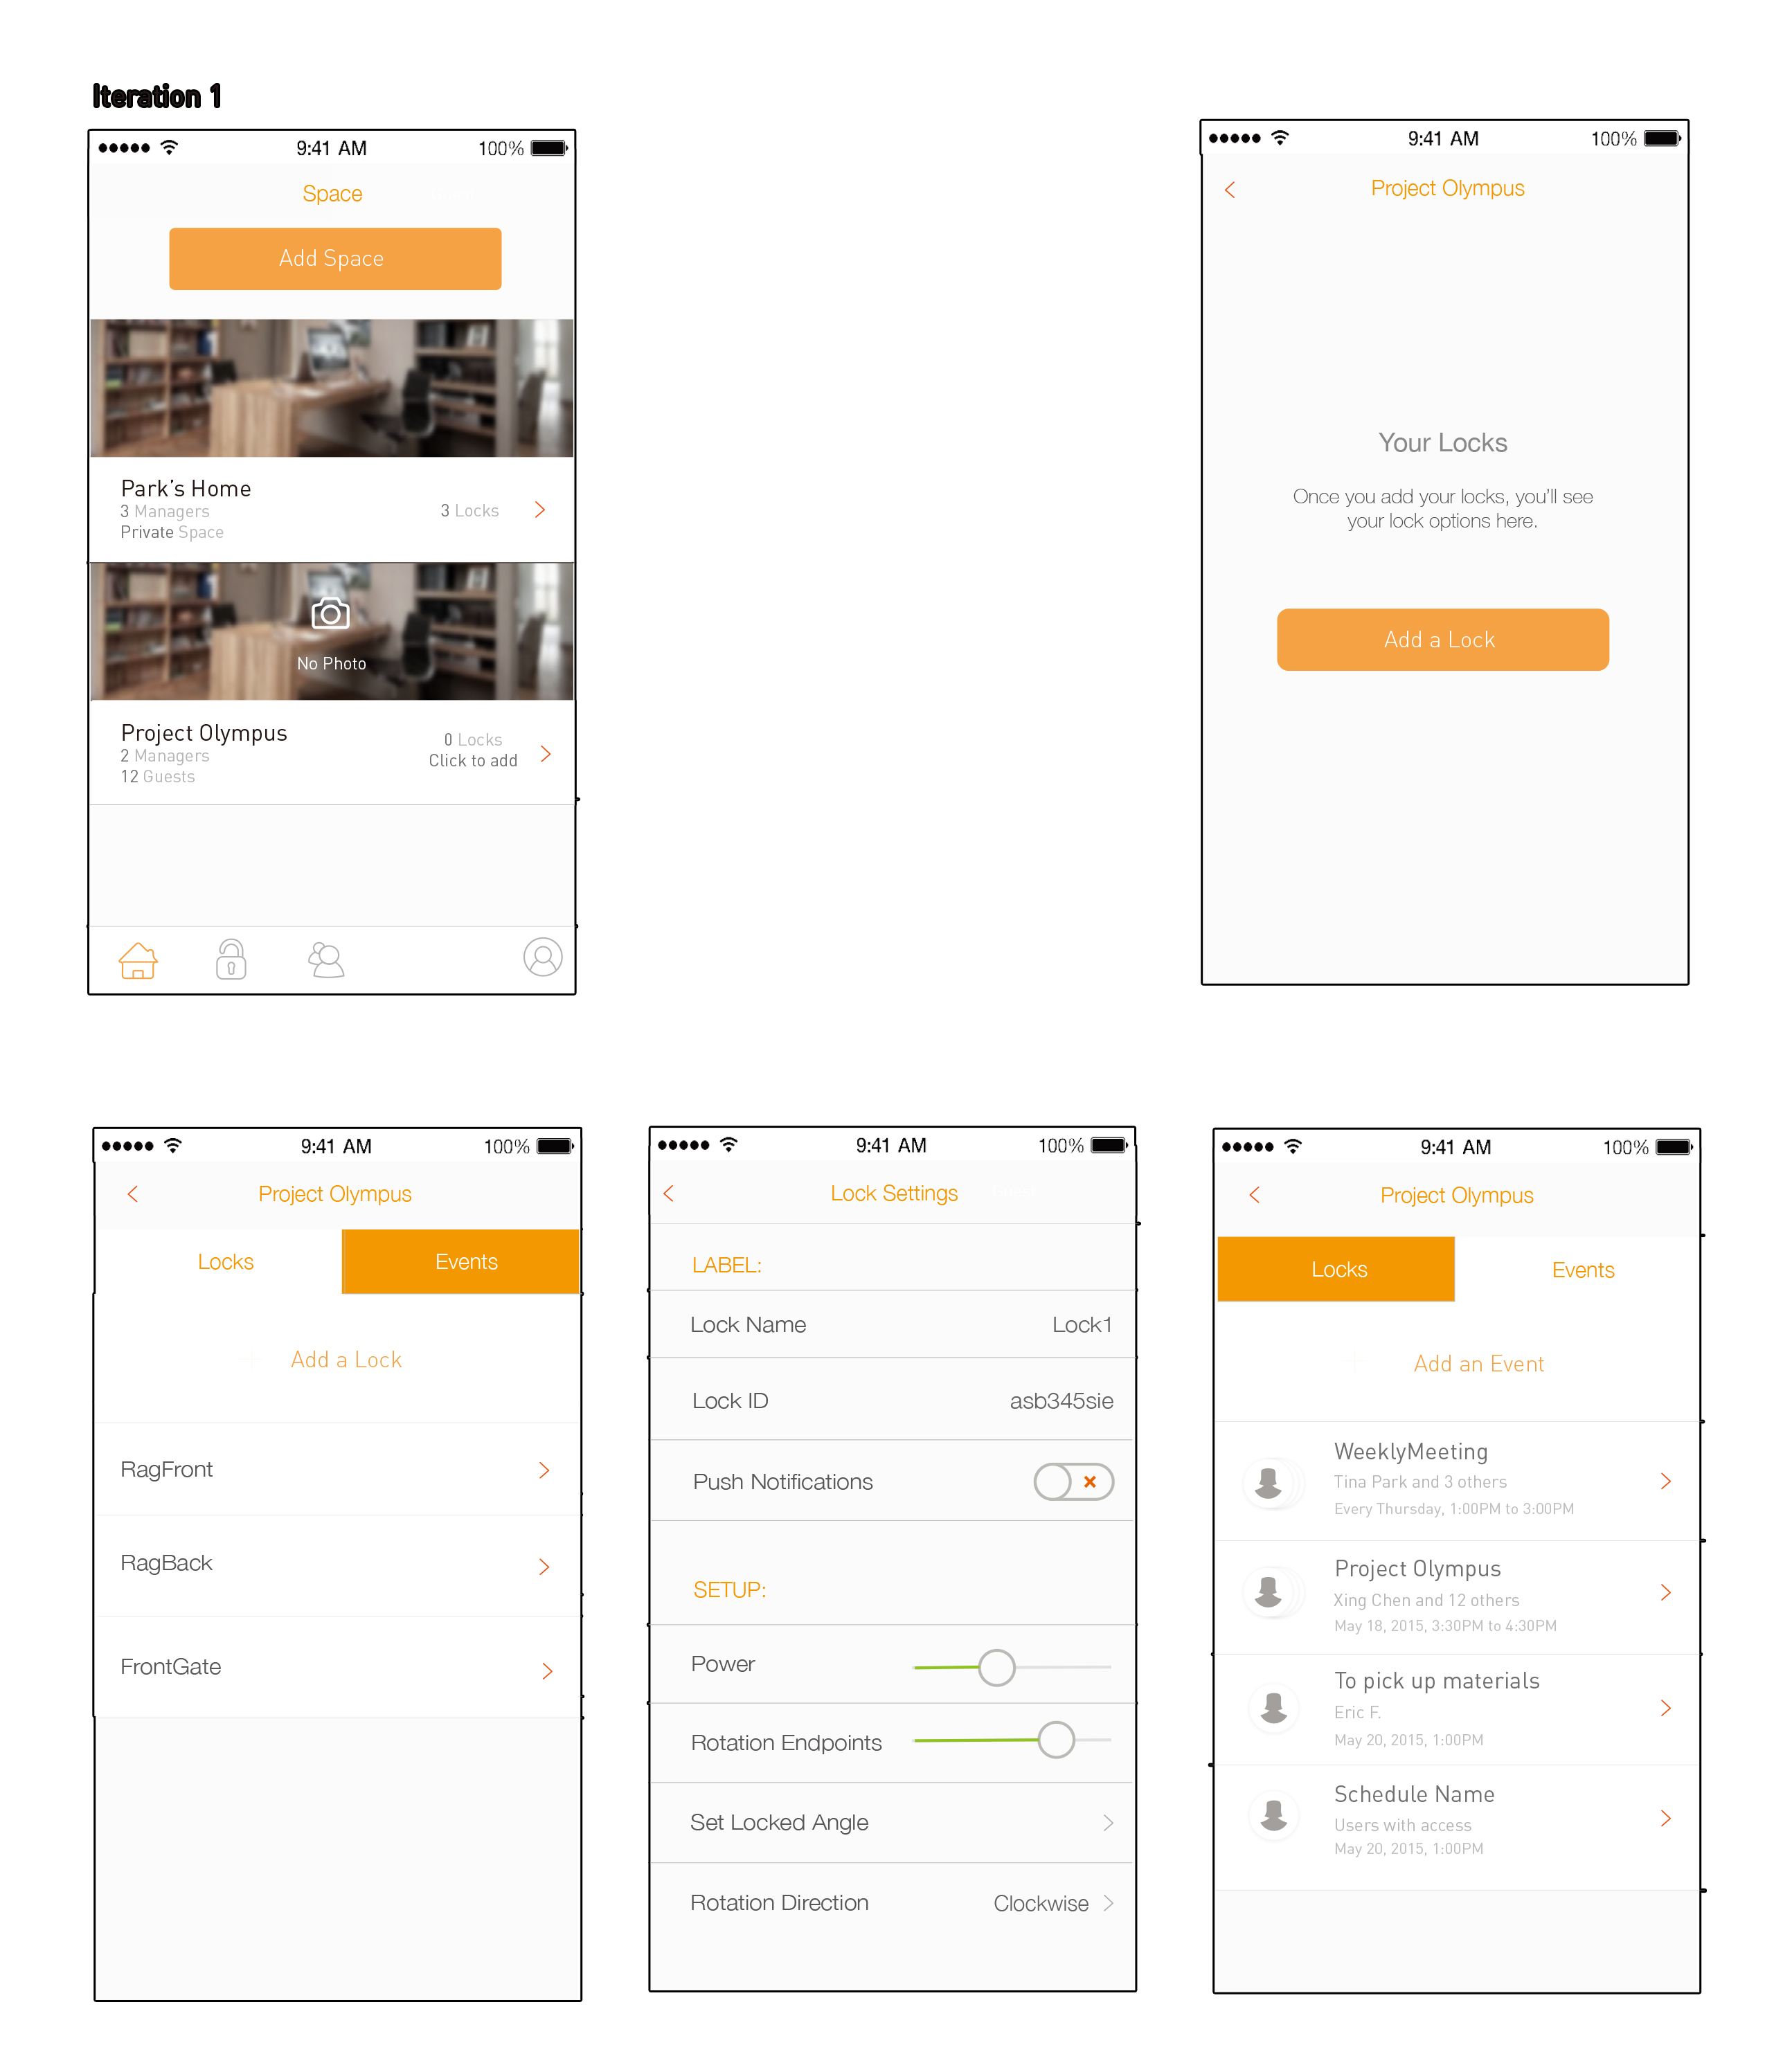 Iteration 1
9:41 AM 100%
Space
Add Space
Park's Home
3 Managers
Private Space
3 Locks
No Photo
Project Olympus
2 Managers
12 Guests
0 Locks
Click to add
9:41 AM 100%
Project Olympus
Your Locks
Once you add your locks, you'll see
your lock options here.
Add a Lock
9:41 AM 100%
Project Olympus
Locks Events
Add a Lock
RagFront
RagBack
FrontGate
9:41 AM 100%
Lock Settings
LABEL:
Lock Name Lock1
Lock ID asb345sie
Push Notifications
SETUP:
Power
Rotation Endpoints
Set Locked Angle
Rotation Direction Clockwise
9:41 AM 100%
Project Olympus
Locks Events
Add an Event
WeeklyMeeting
Tina Park and 3 others
Every Thursday, 1:00PM to 3:00PM
Project Olympus
Xing Chen and 12 others
May 18, 2015, 3:30PM to 4:30PM
To pick up materials
Eric F.
May 20, 2015, 1:00PM
Schedule Name
Users with access
May 20, 2015, 1:00PM